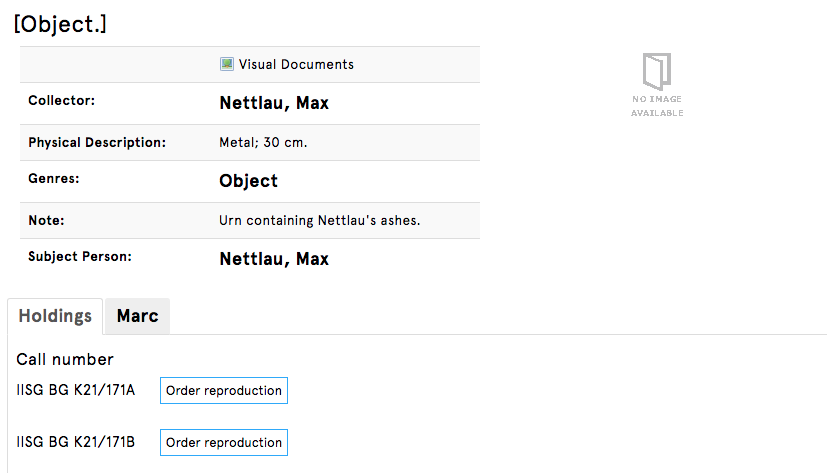 [Object.]
Visual Documents
Collector: Nettlau, Max
Physical Description: Metal; 30 cm.
Genres: Object
Note: Urn containing Nettlau's ashes.
Subject Person: Nettlau, Max
NO IMAGE
AVAILABLE
Holdings Marc
Call number
IISG BG K21/171A Order reproduction
IISG BG K21/171B Order reproduction